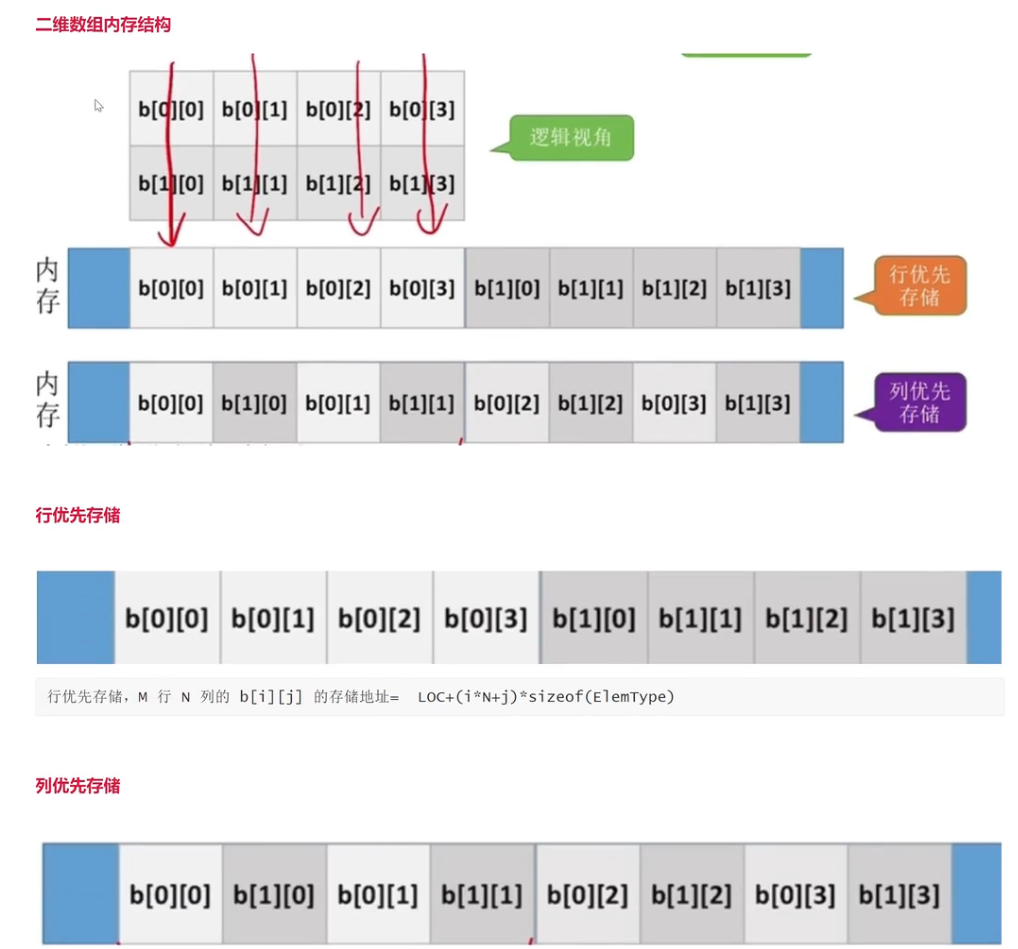 二维数组内存结构
b[0][0] b[0][1] b[0][2] b[0][3]
逻辑视角
b[1][0] b[1][1] b[1][2] b[1][3]
内存
b[0][0] b[0][1] b[0][2] b[0][3] b[1][0] b[1][1] b[1][2] b[1][3]
行优先
存储
内存
b[0][0] b[1][0] b[0][1] b[1][1] b[0][2] b[1][2] b[0][3] b[1][3]
列优先
存储
行优先存储
b[0][0] b[0][1] b[0][2] b[0][3] b[1][0] b[1][1] b[1][2] b[1][3]
行优先存储，M 行 N 列的 b[i][j] 的存储地址= LOC+(i*N+j)*sizeof(ElemType)
列优先存储
b[0][0] b[1][0] b[0][1] b[1][1] b[0][2] b[1][2] b[0][3] b[1][3]